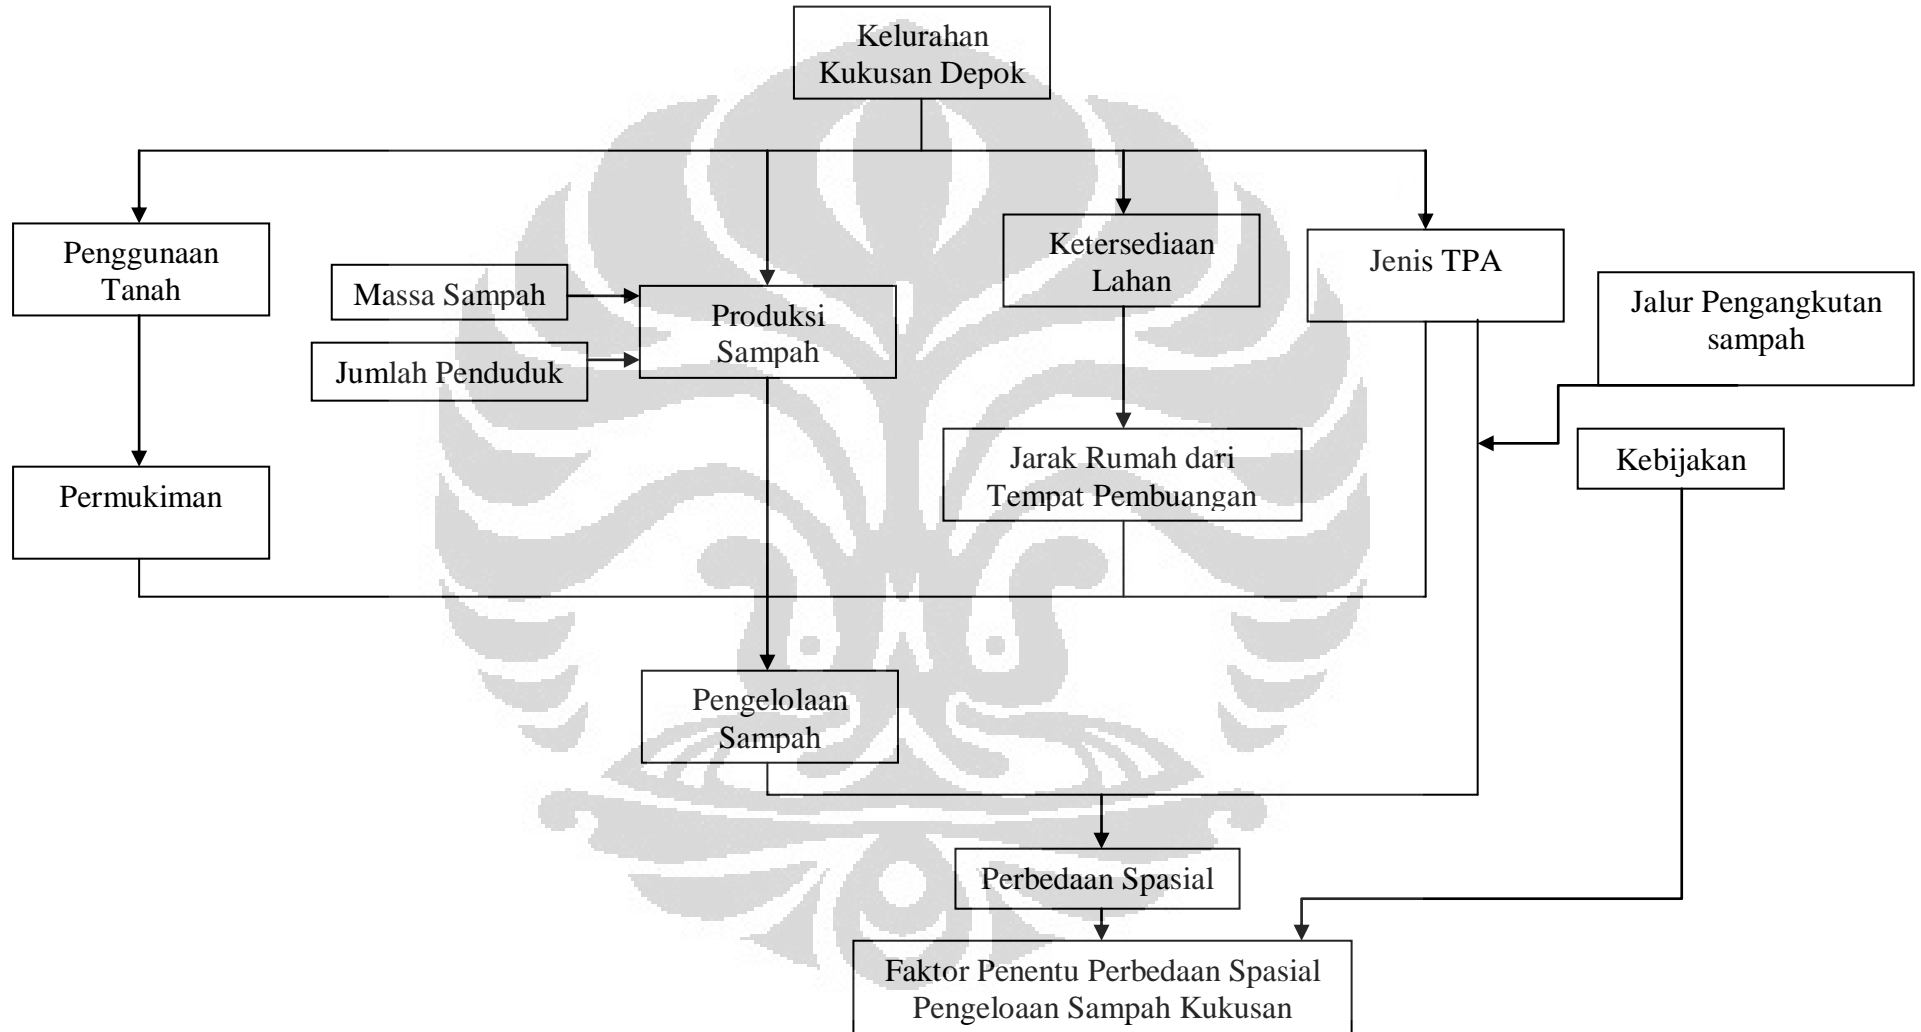 Kelurahan
Kukusan Depok
Penggunaan
Tanah
Massa Sampah
Jumlah Penduduk
Produksi
Sampah
Ketersediaan
Lahan
Jenis TPA
Jalur Pengangkutan
sampah
Permukiman
Jarak Rumah dari
Tempat Pembuangan
Kebijakan
Pengelolaan
Sampah
Perbedaan Spasial
Faktor Penentu Perbedaan Spasial
Pengeloaan Sampah Kukusan